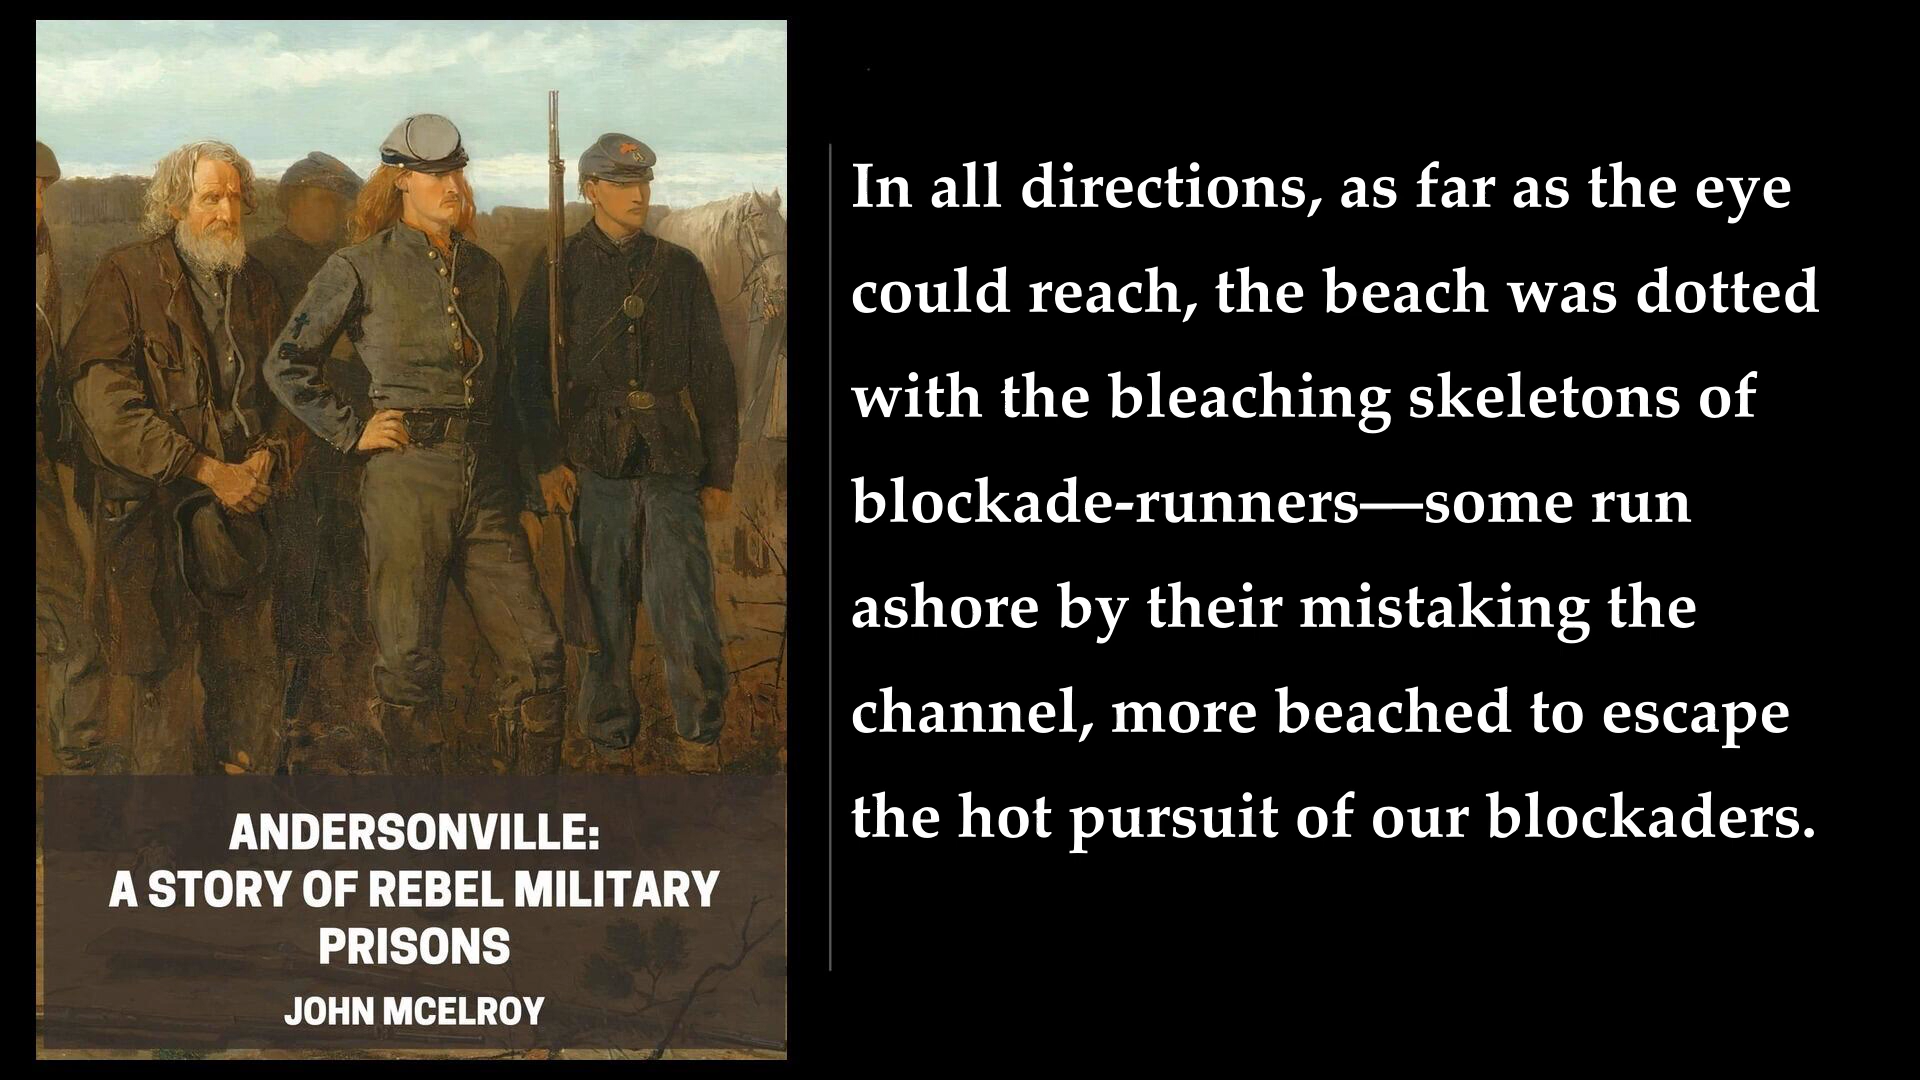 ANDERSONVILLE:
A STORY OF REBEL MILITARY
PRISONS
JOHN MCELROY
In all directions, as far as the eye
could reach, the beach was dotted
with the bleaching skeletons of
blockade-runners—some run
ashore by their mistaking the
channel, more beached to escape
the hot pursuit of our blockaders.